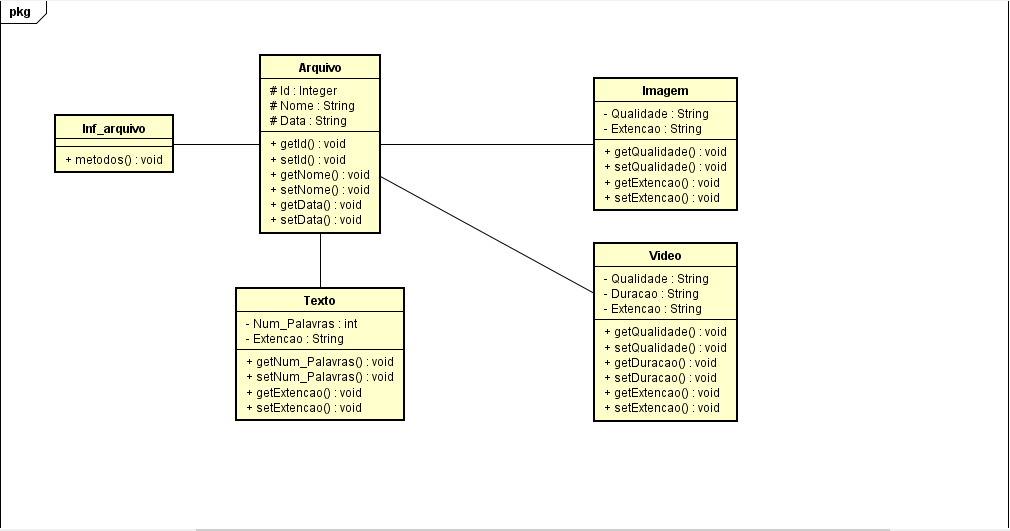 pkg
Inf_arquivo
+ metodos() : void
Arquivo
# Id : Integer
# Nome : String
# Data : String
+ getId() : void
+ setId() : void
+ getNome() : void
+ setNome() : void
+ getData() : void
+ setData() : void
Imagem
- Qualidade : String
- Extencao : String
+ getQualidade() : void
+ setQualidade() : void
+ getExtencao() : void
+ setExtencao() : void
Texto
- Num_Palavras : int
- Extencao : String
+ getNum_Palavras() : void
+ setNum_Palavras() : void
+ getExtencao() : void
+ setExtencao() : void
Video
- Qualidade : String
- Duracao : String
- Extencao : String
+ getQualidade() : void
+ setQualidade() : void
+ getDuracao() : void
+ setDuracao() : void
+ getExtencao() : void
+ setExtencao() : void